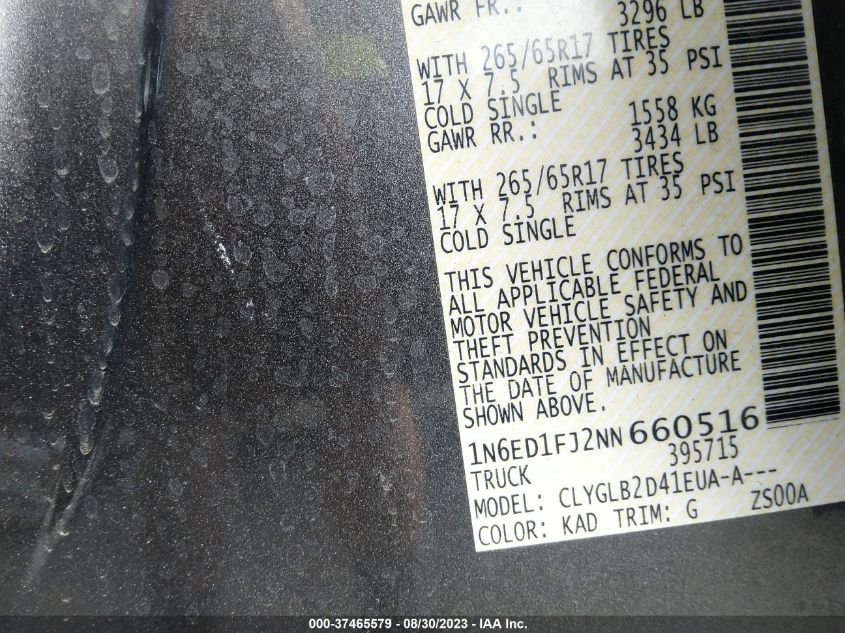 GAWR FR.: 3296 LB
WITH 265/65R17 TIRES
17 X 7.5 RIMS AT 35 PSI
COLD SINGLE
1558 KG
GAWR RR.: 3434 LB
WITH 265/65R17 TIRES
17 X 7.5 RIMS AT 35 PSI
COLD SINGLE
THIS VEHICLE CONFORMS TO
ALL APPLICABLE FEDERAL
MOTOR VEHICLE SAFETY AND
THEFT PREVENTION
STANDARDS IN EFFECT ON
THE DATE OF MANUFACTURE
SHOWN ABOVE.
1N6ED1FJ2NN660516
395715
TRUCK
MODEL: CLYGLB2D41EUA-A---
COLOR: KAD TRIM: G ZS00A
000-37465579 - 08/30/2023 - IAA Inc.